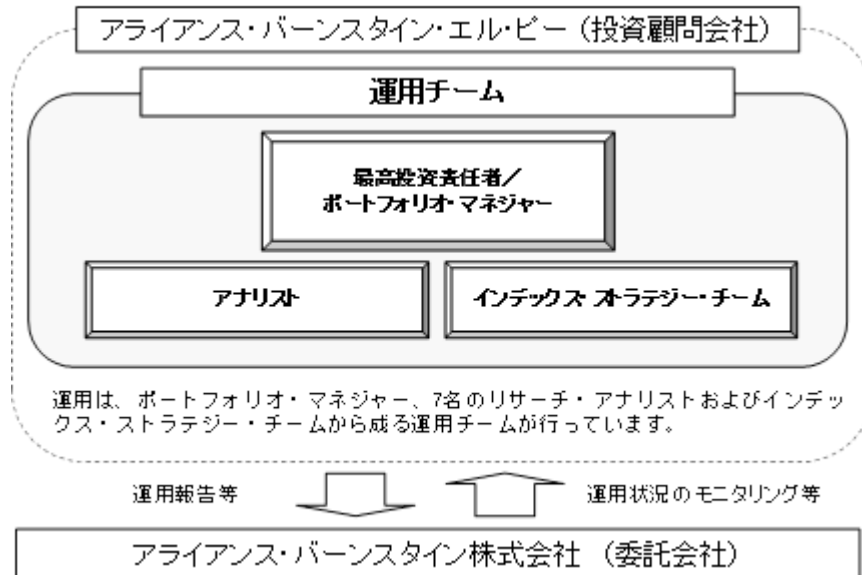 アライアンス・バーンスタイン・エル・ピー（投資顧問会社）
運用チーム
最高投資責任者／
ポートフォリオ・マネジャー
アナリスト
インデックス・ストラテジー・チーム
運用は、ポートフォリオ・マネジャー、7名のリサーチ・アナリストおよびインデッ
クス・ストラテジー・チームから成る運用チームが行っています。
運用報告等
運用状況のモニタリング等
アライアンス・バーンスタイン株式会社 （委託会社）